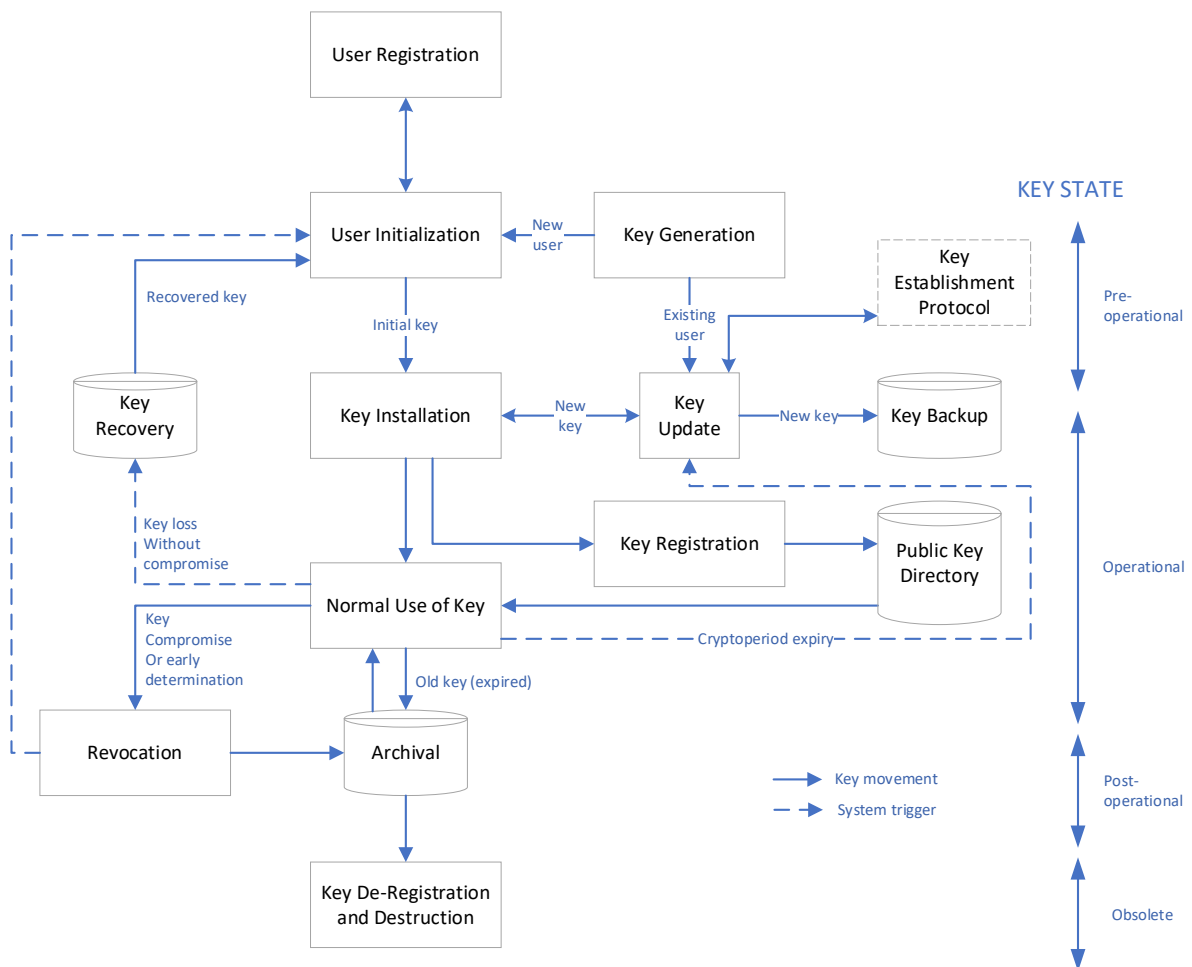 User Registration
KEY STATE
User Initialization
New
user
Key Generation
Key
Establishment
Protocol
Pre-
operational
Recovered key
Initial key
Existing
user
Key
Recovery
Key Installation
New
key
Key
Update
New key
Key Backup
Key loss
Without
compromise
Key Registration
Public Key
Directory
Operational
Normal Use of Key
Cryptoperiod expiry
Key
Compromise
Or early
determination
Old key (expired)
Revocation
Archival
Key movement
System trigger
Post-
operational
Key De-Registration
and Destruction
Obsolete